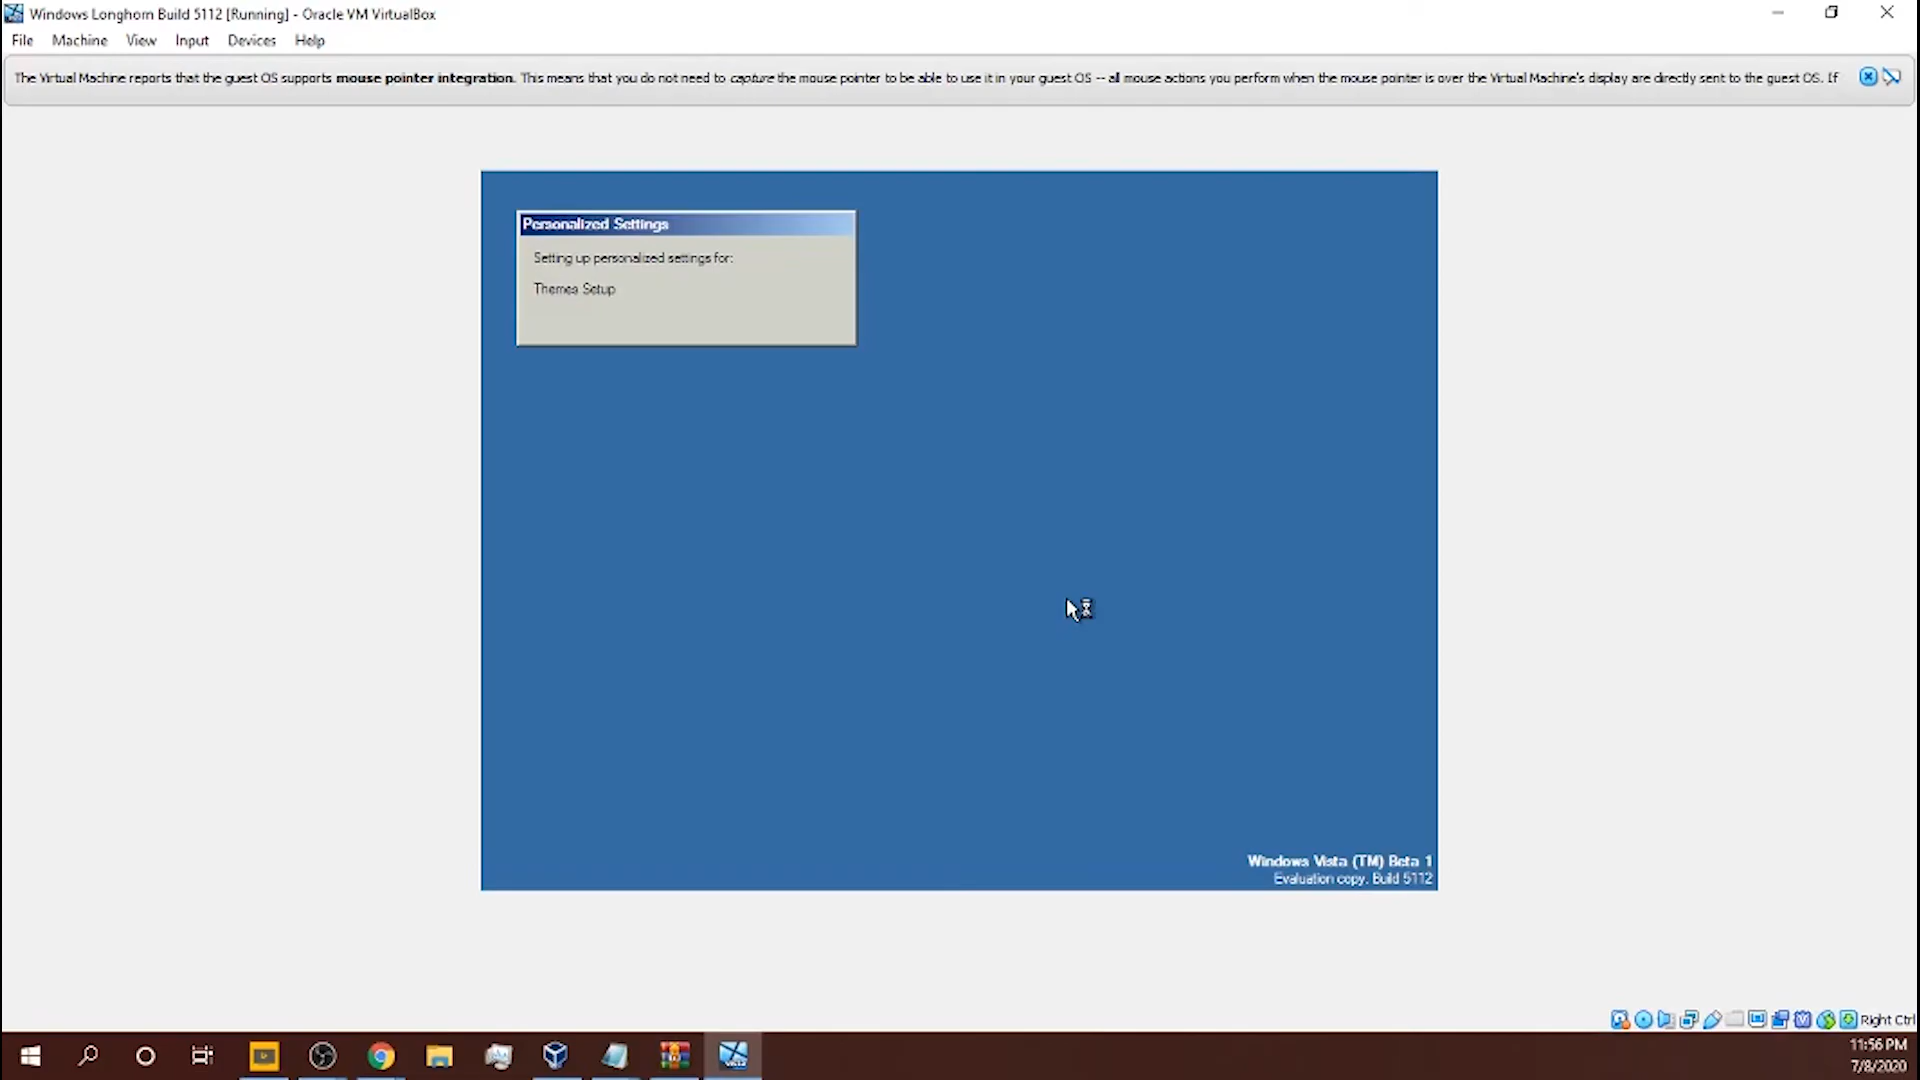 Windows Longhorn Build 5112 [Running] - Oracle VM VirtualBox
File Machine View Input Devices Help
The Virtual Machine reports that the guest OS supports mouse pointer integration. This means that you do not need to capture the mouse pointer to be able to use it in your guest OS -- all mouse actions you perform when the mouse pointer is over the Virtual Machine's display are directly sent to the guest OS. If
Personalized Settings
Setting up personalized settings for:
Themes Setup
Windows Vista (TM) Beta 1
Evaluation copy. Build 5112
Right Ctrl
11:56 PM
7/8/2020